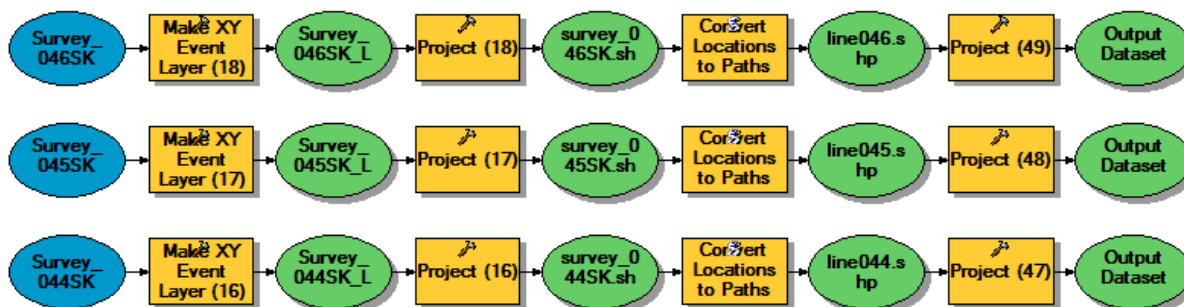 Survey_
046SK
Make XY
Event
Layer (18)
Survey_
046SK_L
Project (18)
survey_0
46SK.sh
Convert
Locations
to Paths
line046.s
hp
Project (49)
Output
Dataset
Survey_
045SK
Make XY
Event
Layer (17)
Survey_
045SK_L
Project (17)
survey_0
45SK.sh
Convert
Locations
to Paths
line045.s
hp
Project (48)
Output
Dataset
Survey_
044SK
Make XY
Event
Layer (16)
Survey_
044SK_L
Project (16)
survey_0
44SK.sh
Convert
Locations
to Paths
line044.s
hp
Project (47)
Output
Dataset